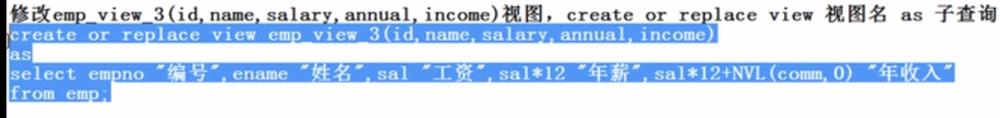 修改emp_view_3(id,name,salary,annual,income)视图，create or replace view 视图名 as 子查询
create or replace view emp_view_3(id,name,salary,annual,income)
as
select empno "编号",ename "姓名",sal "工资",sal*12 "年薪",sal*12+NVL(comm,0) "年收入"
from emp;